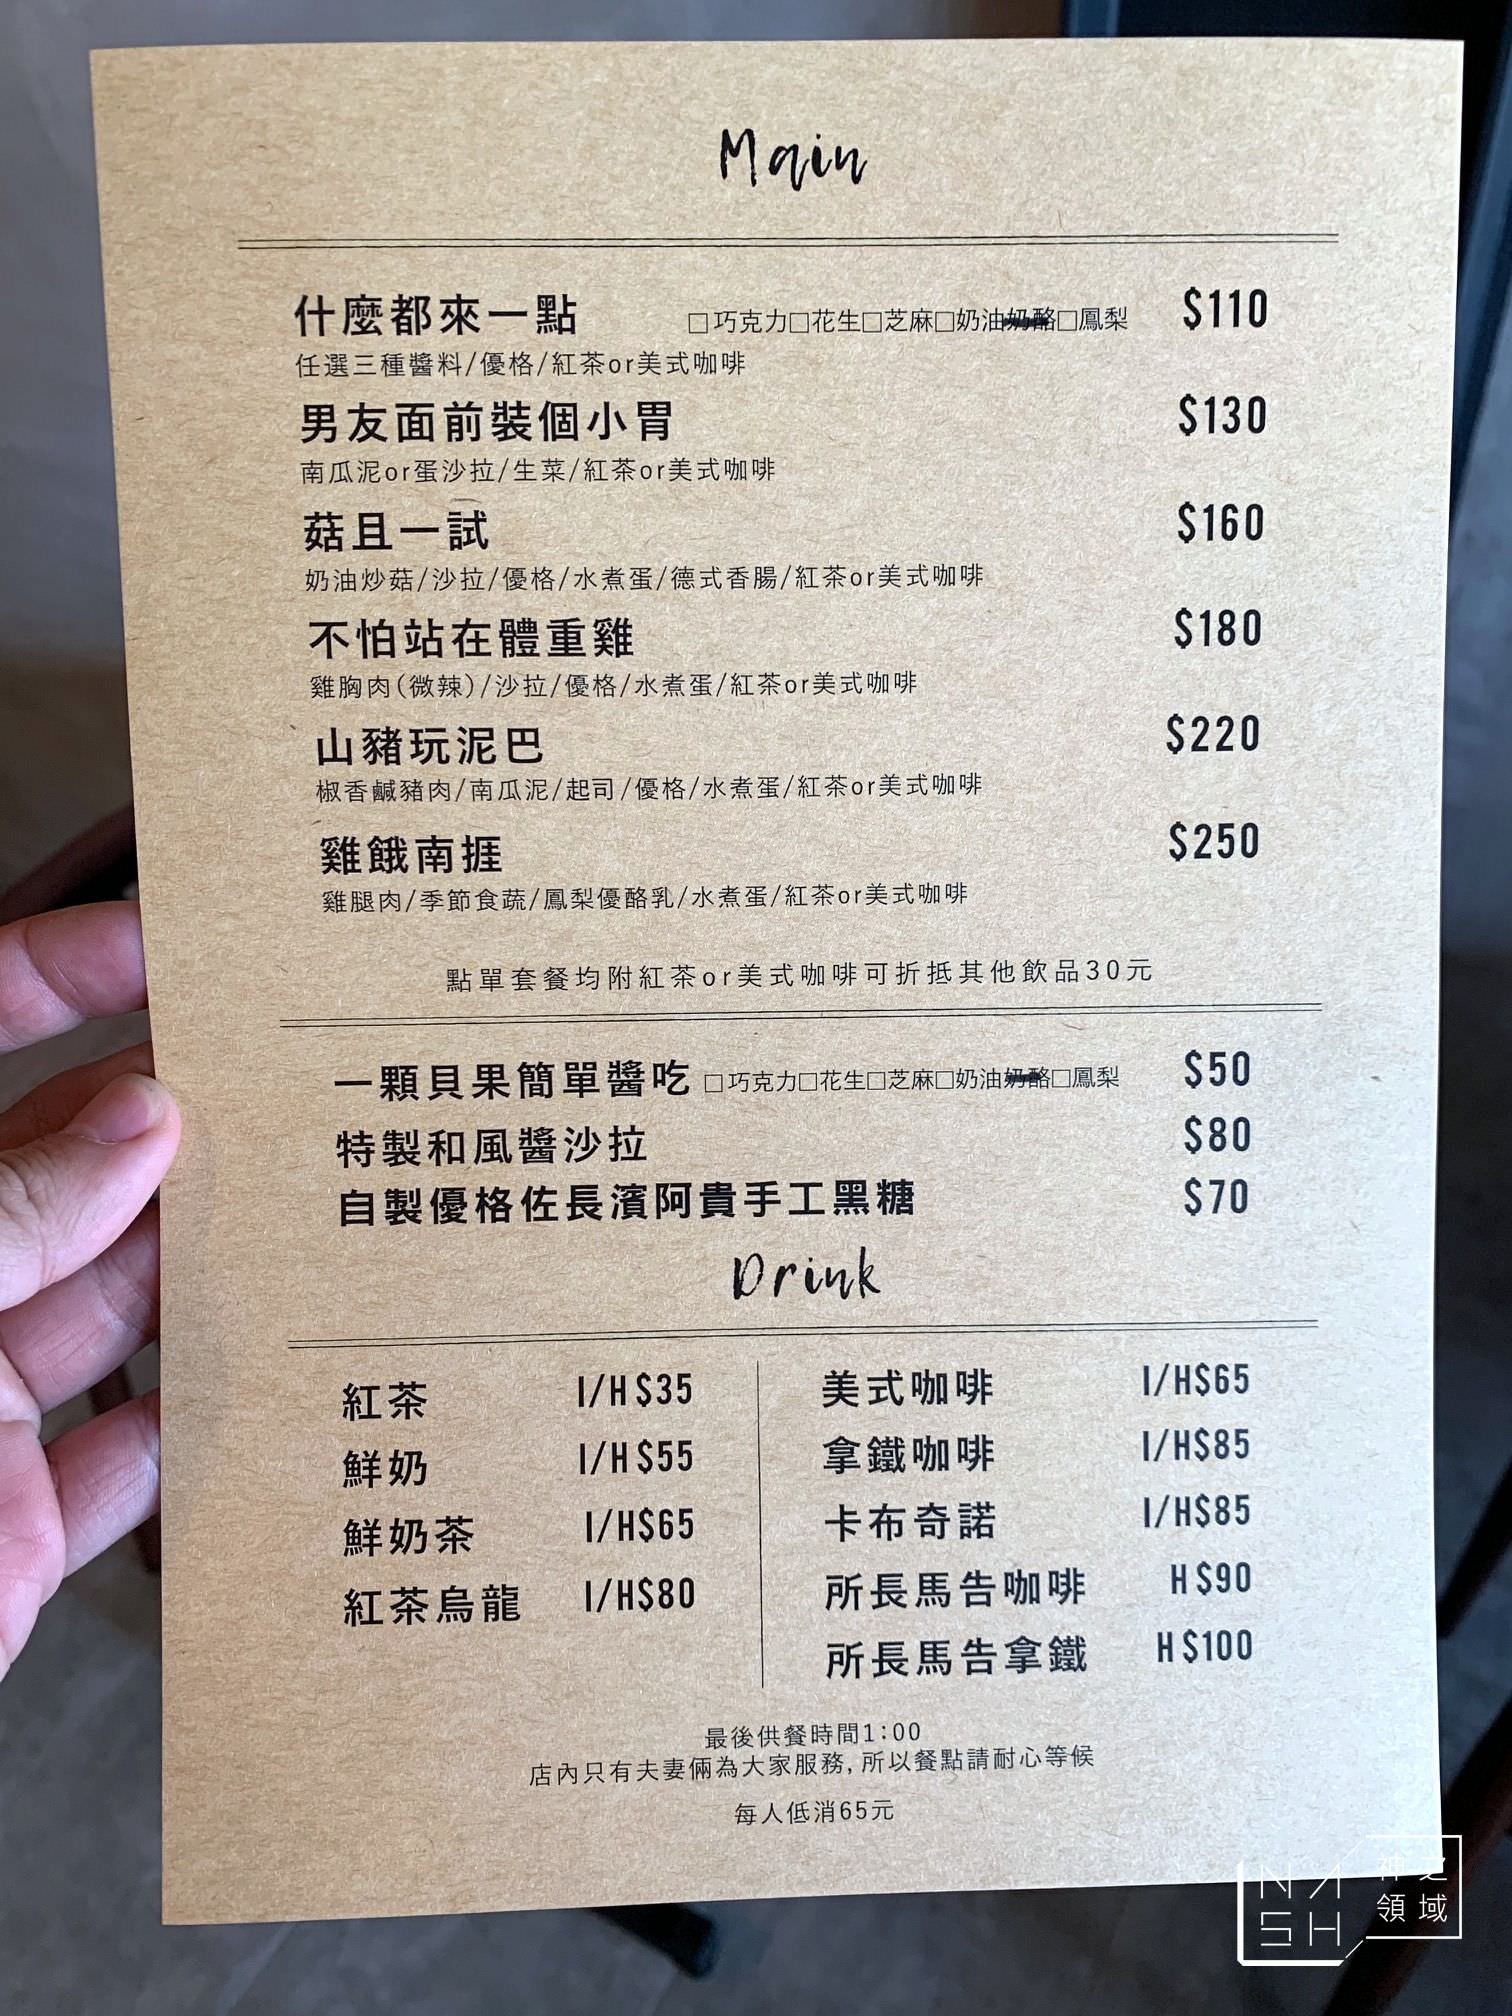 Main
什麼都來一點 □巧克力□花生□芝麻□奶油奶酪□鳳梨 $110
任選三種醬料/優格/紅茶or美式咖啡
男友面前裝個小胃 $130
南瓜泥or蛋沙拉/生菜/紅茶or美式咖啡
菇且一試 $160
奶油炒菇/沙拉/優格/水煮蛋/德式香腸/紅茶or美式咖啡
不怕站在體重雞 $180
雞胸肉(微辣)/沙拉/優格/水煮蛋/紅茶or美式咖啡
山豬玩泥巴 $220
椒香鹹豬肉/南瓜泥/起司/優格/水煮蛋/紅茶or美式咖啡
雞餓南捱 $250
雞腿肉/季節食蔬/鳳梨優酪乳/水煮蛋/紅茶or美式咖啡
點單套餐均附紅茶or美式咖啡可折抵其他飲品30元
一顆貝果簡單醬吃 □巧克力□花生□芝麻□奶油奶酪□鳳梨 $50
特製和風醬沙拉 $80
自製優格佐長濱阿貴手工黑糖 $70
Drink
紅茶 I/H $35
鮮奶 I/H $55
鮮奶茶 I/H$65
紅茶烏龍 I/H$80
美式咖啡 I/H$65
拿鐵咖啡 I/H$85
卡布奇諾 I/H$85
所長馬告咖啡 H $90
所長馬告拿鐵 H $100
最後供餐時間1:00
店內只有夫妻倆為大家服務,所以餐點請耐心等候
每人低消65元
NASH
神之領域